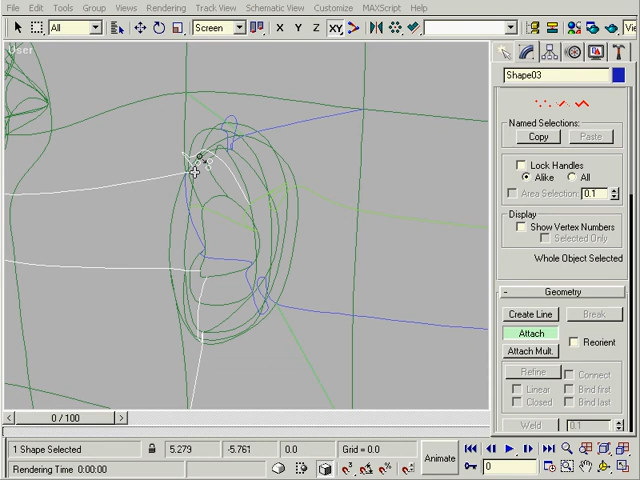 File Edit Tools Group Views Rendering Track View Schematic View Customize MAXScript Help
All Screen X Y Z XY Vie
User
Shape03
Named Selections:
Copy Paste
Lock Handles
Alike All
Area Selection: 0.1
Display
Show Vertex Numbers
Selected Only
Whole Object Selected
- Geometry
Create Line Break
Attach
Reorient
Attach Mult.
Refine Connect
Linear Bind first
Closed Bind last
Weld 0.1
< 0 / 100 >
1 Shape Selected 5.279 -5.761 0.0 Grid = 0.0
Animate
Rendering Time 0:00:00 0